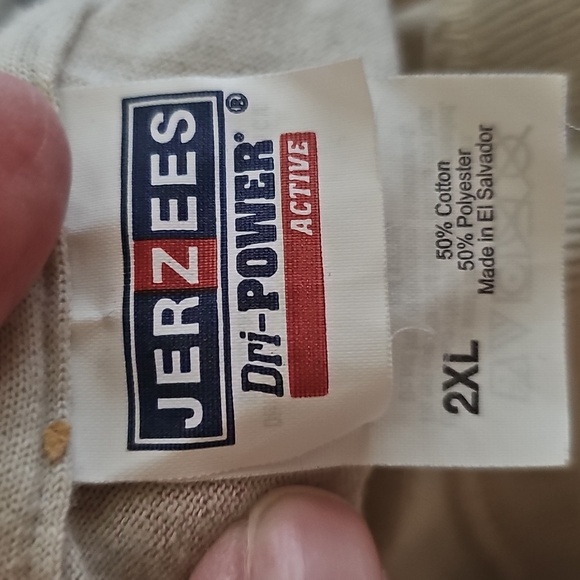 JERZEES®
Dri-POWER®
ACTIVE
50% Cotton
50% Polyester
Made in El Salvador
2XL